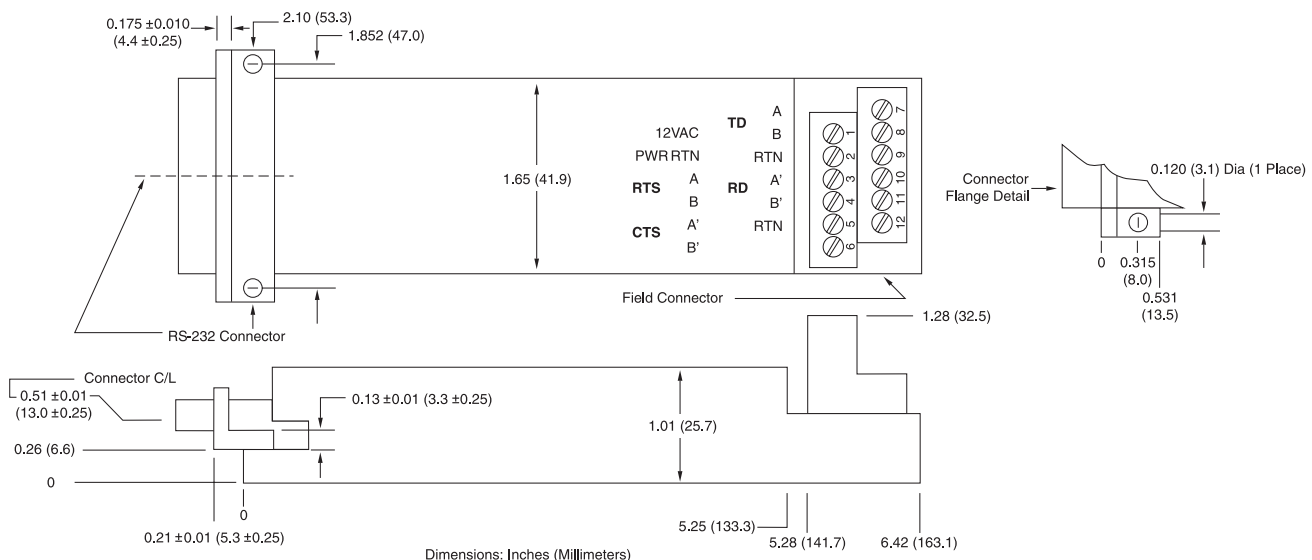 0.175 ±0.010
(4.4 ±0.25)
2.10 (53.3)
1.852 (47.0)
1.65 (41.9)
12VAC
PWR RTN
RTS
A
B
CTS
A'
B'
TD
A
B
RTN
RD
A'
B'
RTN
1
2
3
4
5
6
7
8
9
10
11
12
Connector
Flange Detail
0.120 (3.1) Dia (1 Place)
0
0.315
(8.0)
0.531
(13.5)
Field Connector
RS-232 Connector
1.28 (32.5)
Connector C/L
0.51 ±0.01
(13.0 ±0.25)
0.13 ±0.01 (3.3 ±0.25)
1.01 (25.7)
0.26 (6.6)
0
0
0.21 ±0.01 (5.3 ±0.25)
5.25 (133.3)
5.28 (141.7)
6.42 (163.1)
Dimensions: Inches (Millimeters)